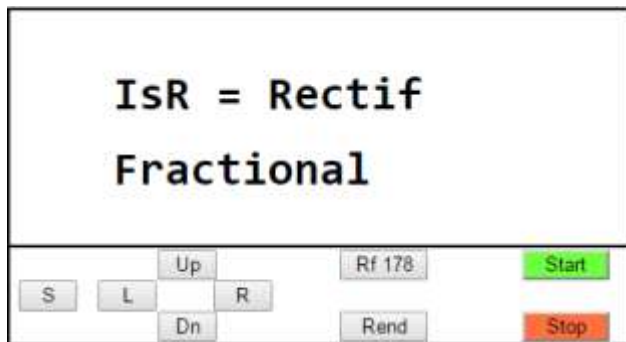 IsR = Rectif
Fractional
Up Rf 178 Start
S L R
Dn Rend Stop